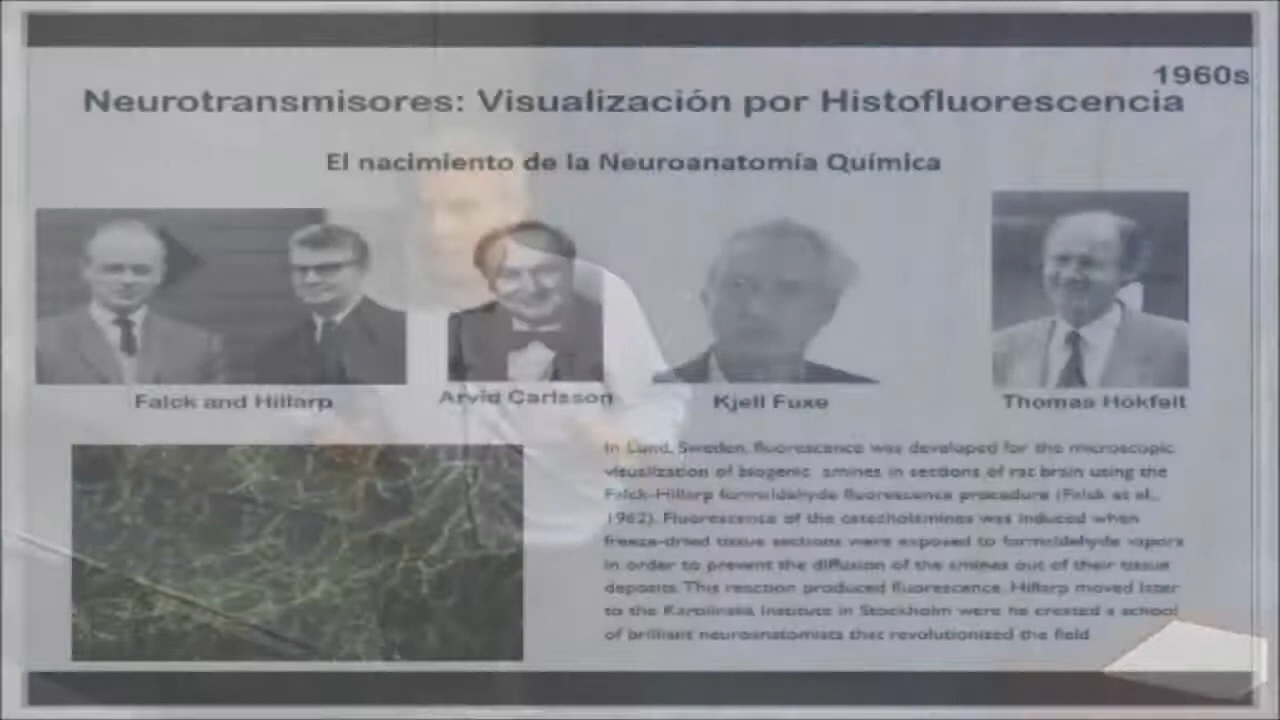 1960s
Neurotransmisores: Visualización por Histofluorescencia
El nacimiento de la Neuroanatomía Química
Falck and Hillarp
Arvid Carlsson
Kjell Fuxe
Thomas Hökfelt
In Lund, Sweden, fluorescence was developed for the microscopic
visualization of biogenic amines in sections of rat brain using the
Falck-Hillarp formaldehyde fluorescence procedure (Falck et al.,
1962). Fluorescence of the catecholamines was induced when
freeze-dried tissue sections were exposed to formaldehyde vapors
in order to prevent the diffusion of the amines out of their tissue
deposits. This reaction produced fluorescence. Hillarp moved later
to the Karolinska Institute in Stockholm were he created a school
of brilliant neuroanatomists that revolutionized the field